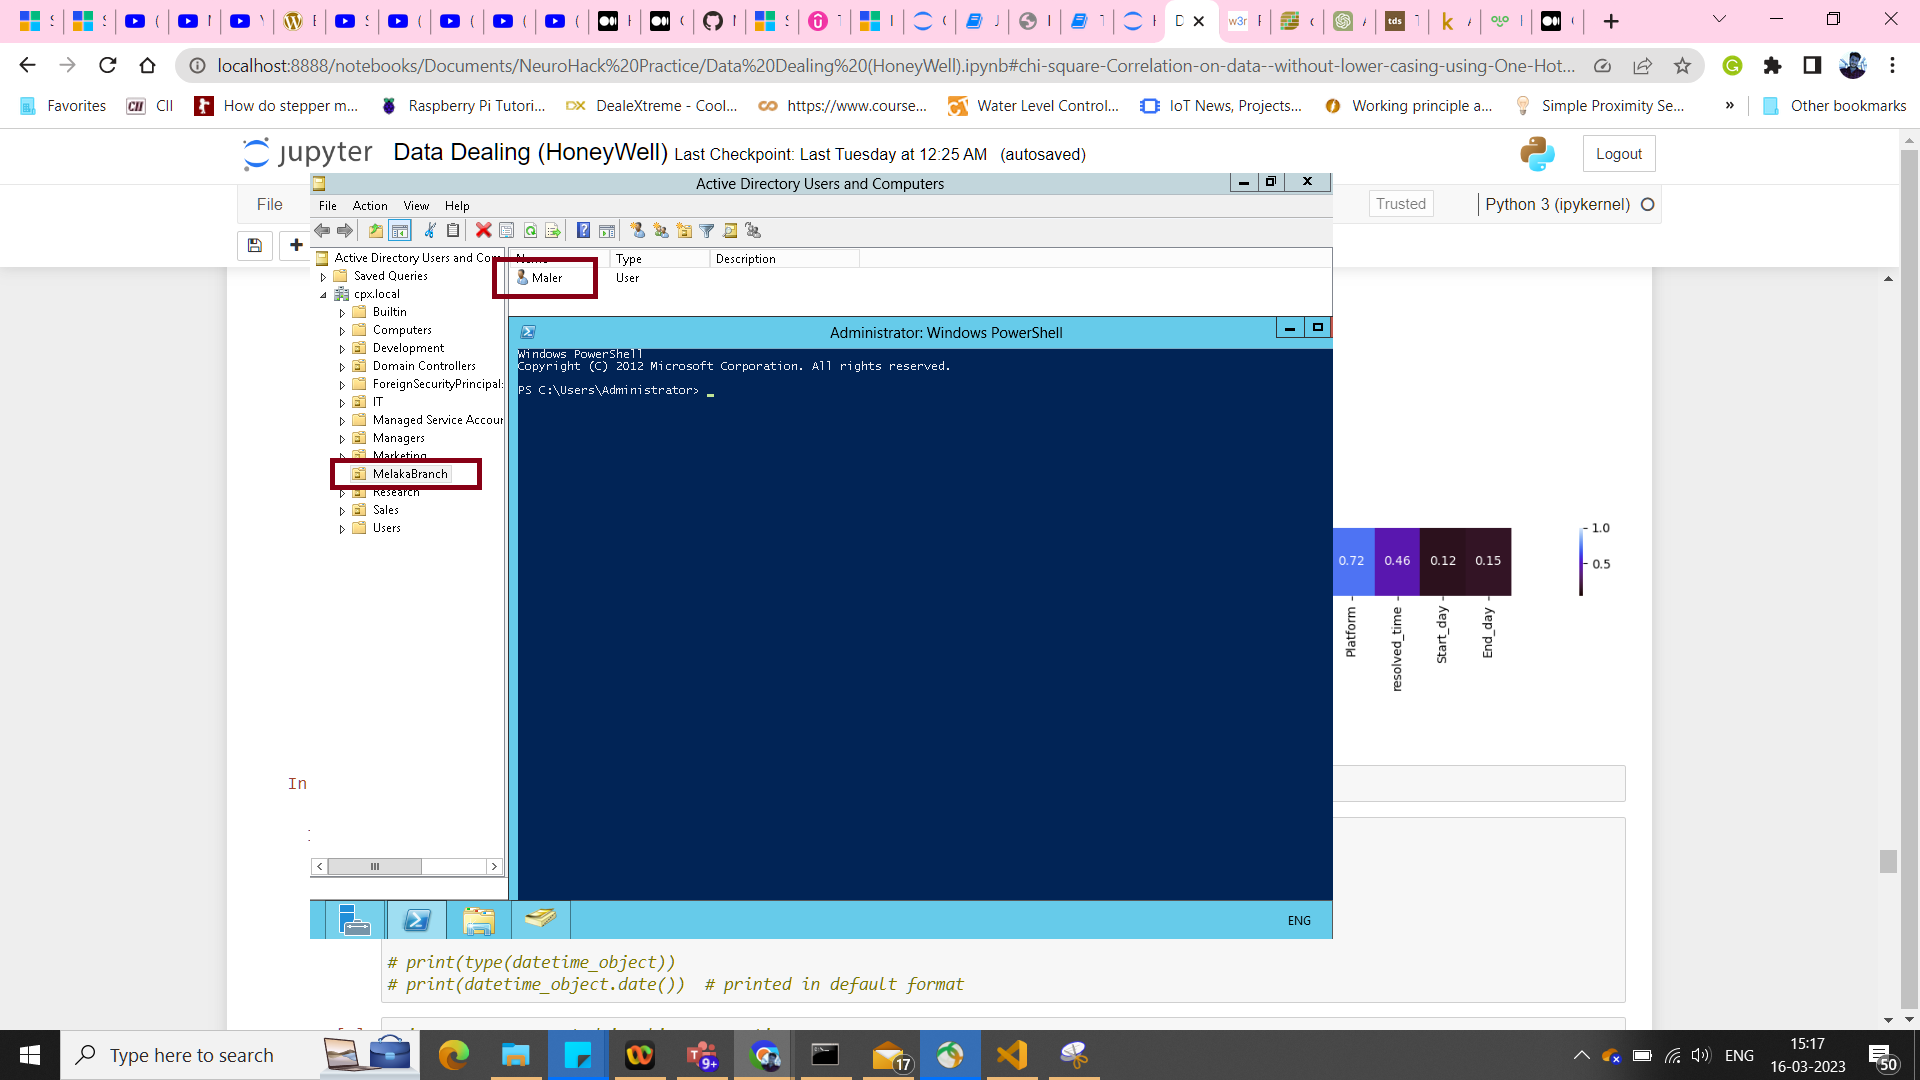 localhost:8888/notebooks/Documents/NeuroHack%20Practice/Data%20Dealing%20(HoneyWell).ipynb#chi-square-Correlation-on-data--without-lower-casing-using-One-Hot...
Favorites CII How do stepper m... Raspberry Pi Tutori... DX DealeXtreme - Cool... https://www.course... Water Level Control... IoT News, Projects... Working principle a... Simple Proximity Se... » Other bookmarks
jupyter Data Dealing (HoneyWell) Last Checkpoint: Last Tuesday at 12:25 AM (autosaved) Logout
Active Directory Users and Computers
File Trusted Python 3 (ipykernel)
File Action View Help
Active Directory Users and Com
Type Description
Saved Queries
Maler User
cpx.local
Builtin
Computers
Development
Domain Controllers
ForeignSecurityPrincipals
IT
Managed Service Accoun
Managers
Marketing
MelakaBranch
Research
Sales
Users
Administrator: Windows PowerShell
Windows PowerShell
Copyright (C) 2012 Microsoft Corporation. All rights reserved.
PS C:\Users\Administrator> _
0.72 0.46 0.12 0.15
1.0
0.5
Platform
resolved_time
Start_day
End_day
In
ENG
# print(type(datetime_object))
# print(datetime_object.date()) # printed in default format
Type here to search
9+
17
ENG
15:17
16-03-2023
50